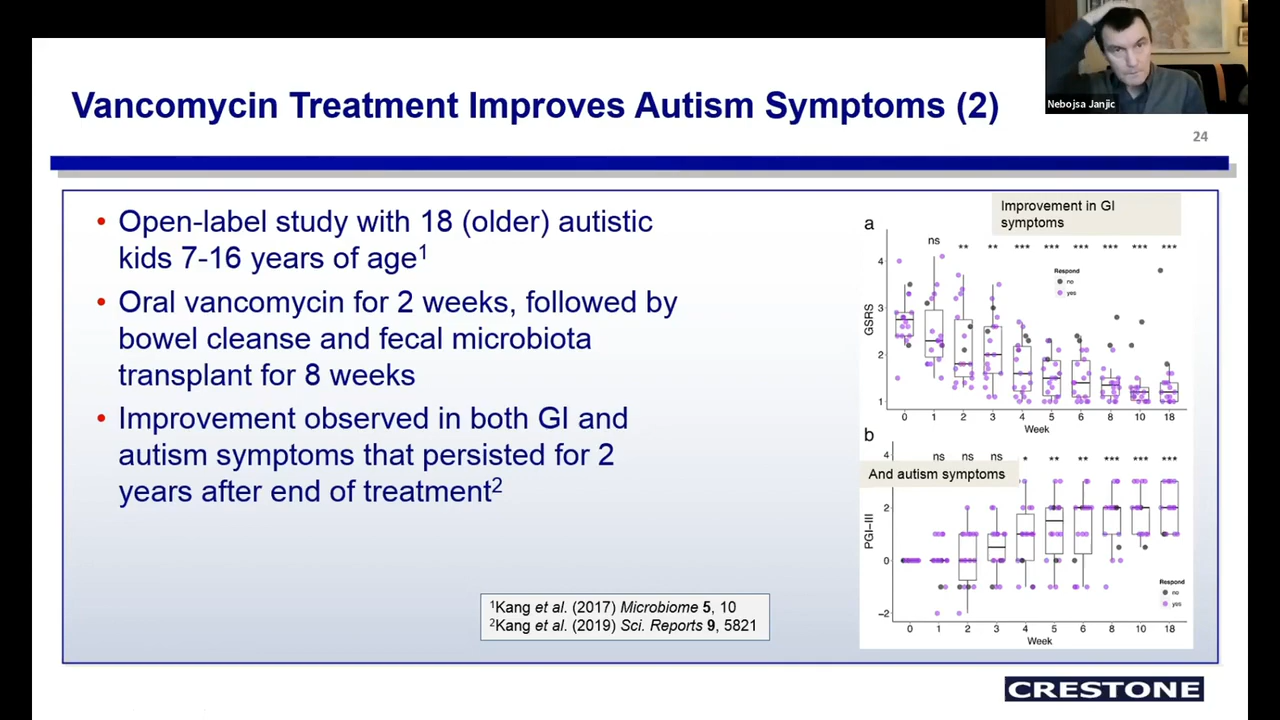 Nebojsa Janjic
Vancomycin Treatment Improves Autism Symptoms (2)
24
• Open-label study with 18 (older) autistic
kids 7-16 years of age1
• Oral vancomycin for 2 weeks, followed by
bowel cleanse and fecal microbiota
transplant for 8 weeks
• Improvement observed in both GI and
autism symptoms that persisted for 2
years after end of treatment2
1Kang et al. (2017) Microbiome 5, 10
2Kang et al. (2019) Sci. Reports 9, 5821
Improvement in GI
symptoms
a
ns ** ** *** *** *** *** *** ***
Respond
no
yes
4
3
2
1
GSRS
0 1 2 3 4 5 6 8 10 18
Week
b
ns ns ns * ** ** *** *** ***
And autism symptoms
4
2
0
−2
PGI-III
Respond
no
yes
0 1 2 3 4 5 6 8 10 18
Week
CRESTONE